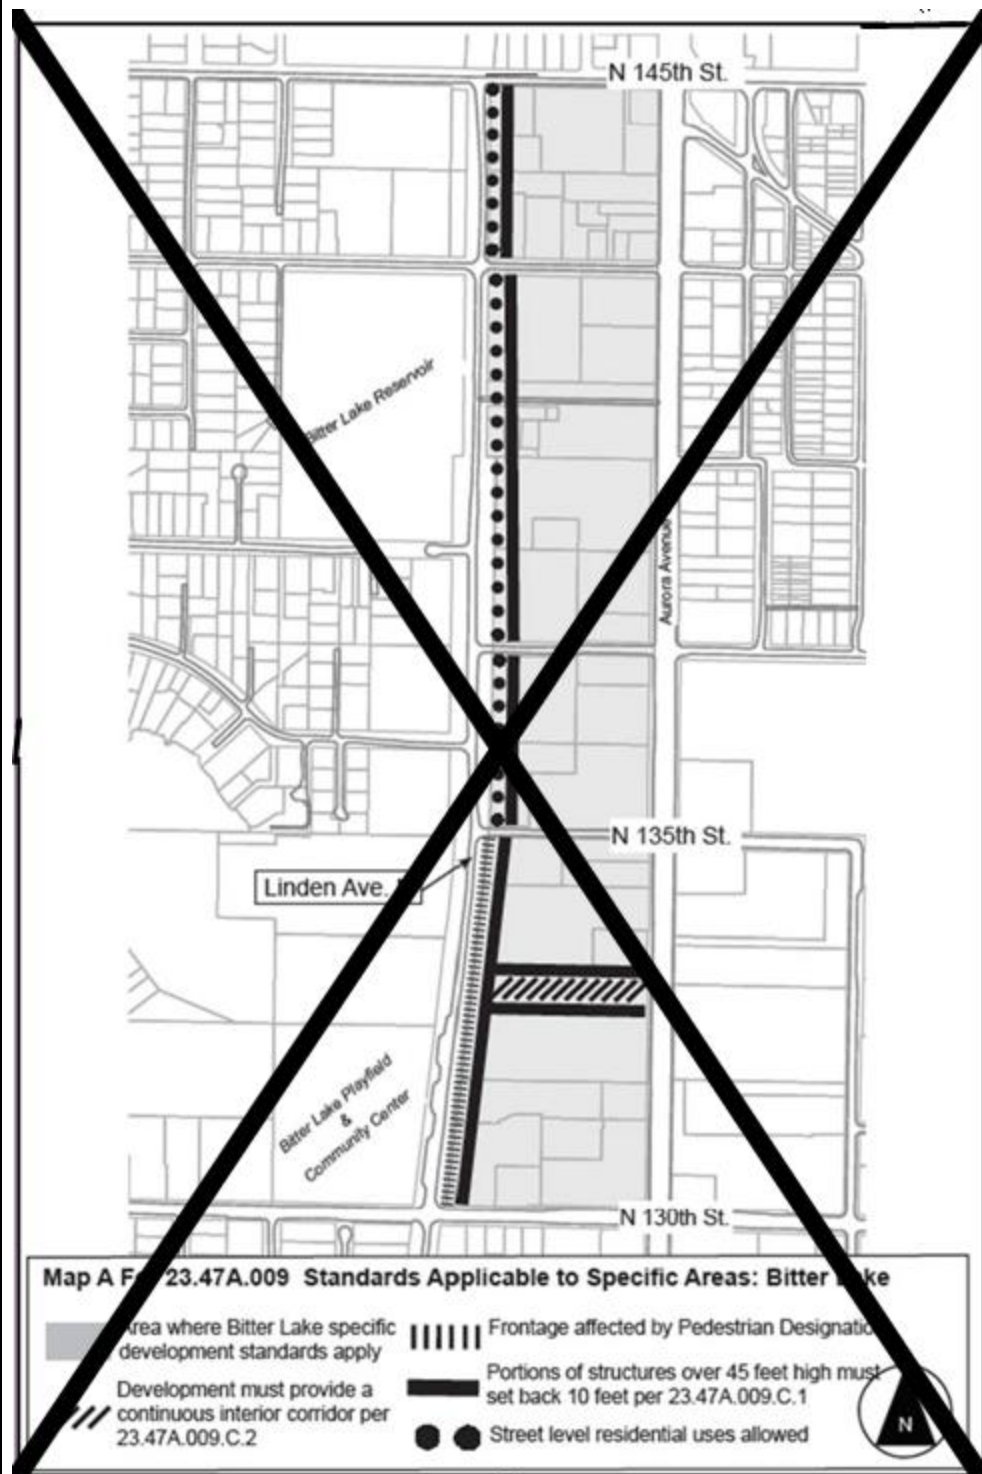 N 145th St.
Bitter Lake Reservoir
Aurora Avenue
N 135th St.
Linden Ave.
Bitter Lake Playfield
&
Community Center
N 130th St.
Map A 23.47A.009 Standards Applicable to Specific Areas: Bitter
Area where Bitter Lake specific
development standards apply
Development must provide a
continuous interior corridor per
23.47A.009.C.2
Frontage affected by Pedestrian
Portions of structures over 45 feet high must
set back 10 feet per 23.47A.009.C.1
Street level residential uses allowed
N